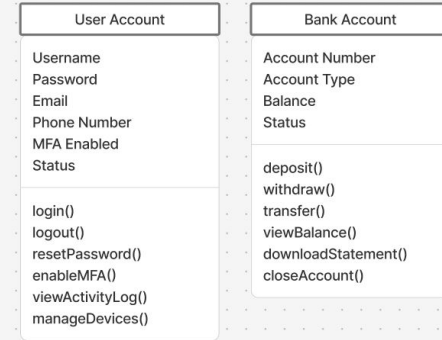 User Account
Username
Password
Email
Phone Number
MFA Enabled
Status
login()
logout()
resetPassword()
enableMFA()
viewActivityLog()
manageDevices()
Bank Account
Account Number
Account Type
Balance
Status
deposit()
withdraw()
transfer()
viewBalance()
downloadStatement()
closeAccount()